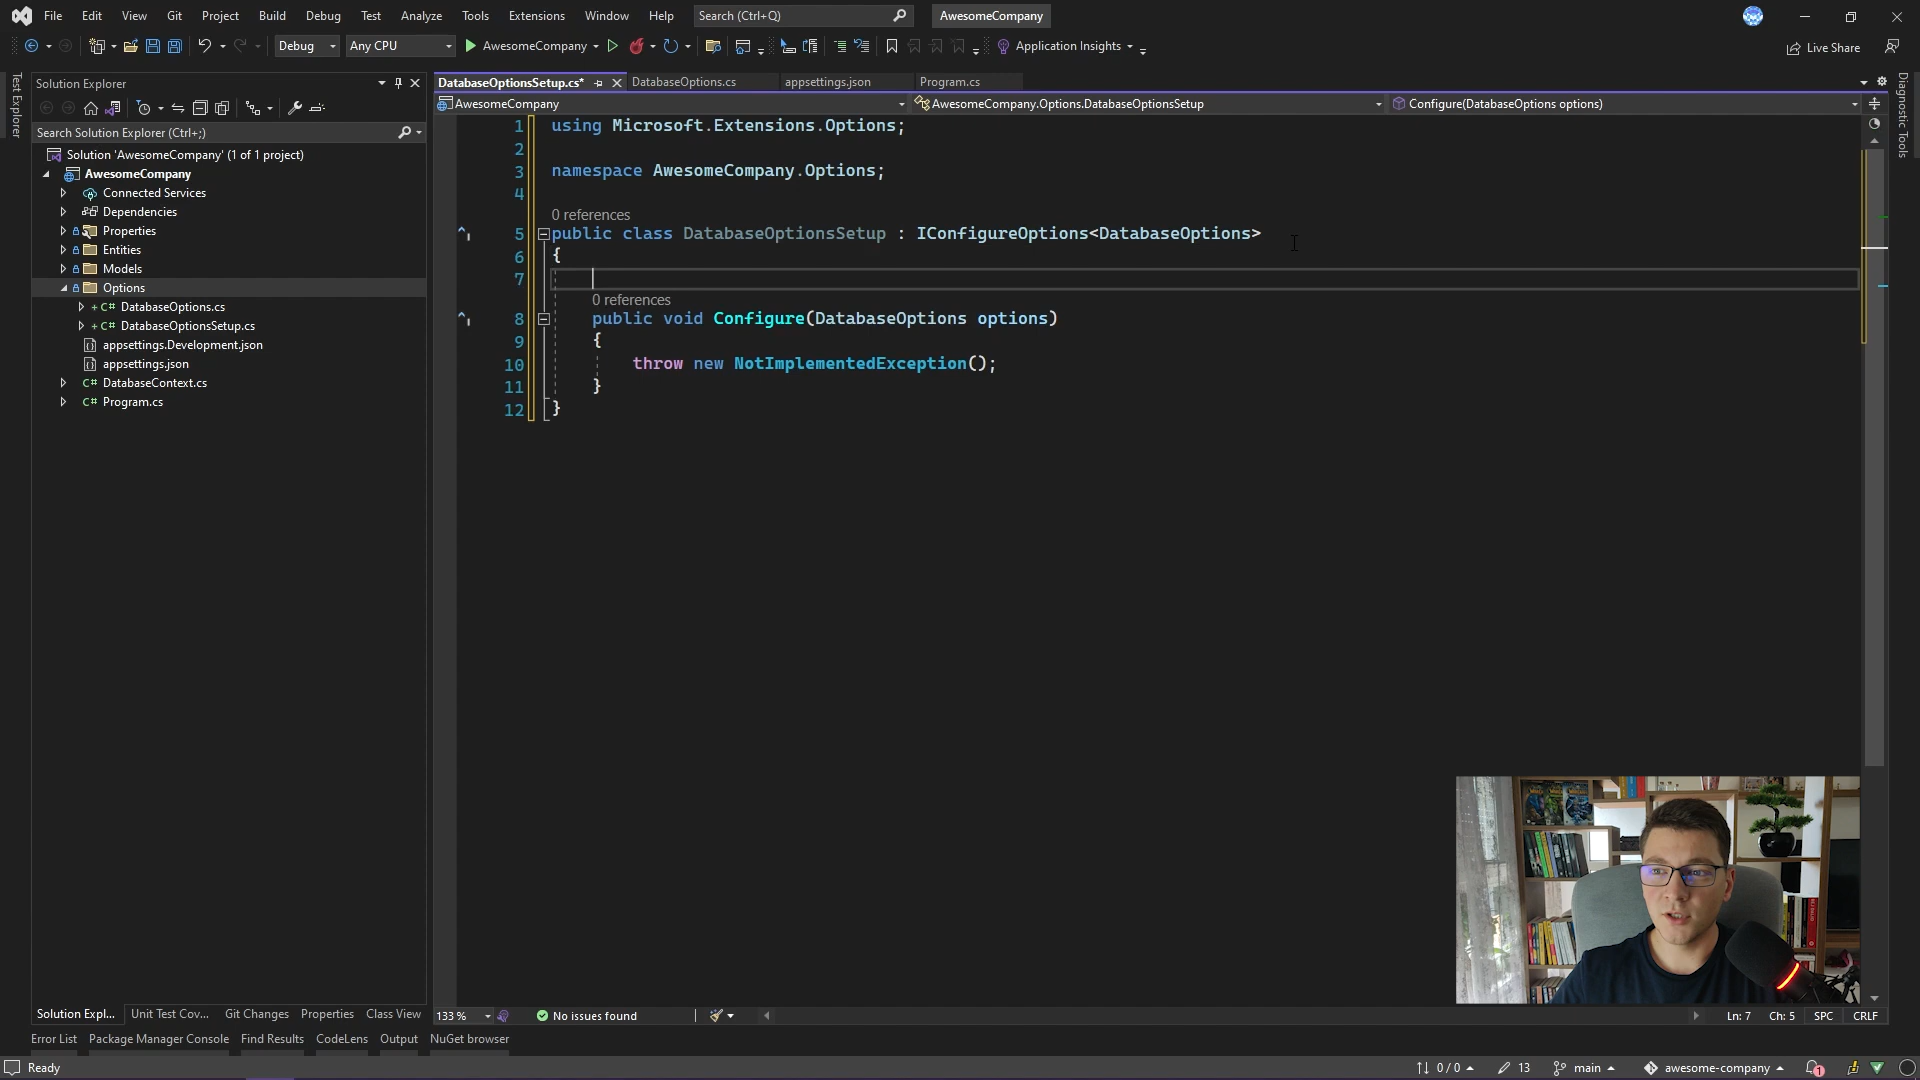 File Edit View Git Project Build Debug Test Analyze Tools Extensions Window Help Search (Ctrl+Q) AwesomeCompany
Debug Any CPU AwesomeCompany Application Insights Live Share
Test Explorer
Solution Explorer
Search Solution Explorer (Ctrl+;)
Solution 'AwesomeCompany' (1 of 1 project)
AwesomeCompany
Connected Services
Dependencies
Properties
Entities
Models
Options
C# DatabaseOptions.cs
C# DatabaseOptionsSetup.cs
appsettings.Development.json
appsettings.json
C# DatabaseContext.cs
C# Program.cs
Solution Expl... Unit Test Cov... Git Changes Properties Class View
DatabaseOptionsSetup.cs* DatabaseOptions.cs appsettings.json Program.cs
AwesomeCompany AwesomeCompany.Options.DatabaseOptionsSetup Configure(DatabaseOptions options)
1 using Microsoft.Extensions.Options;
2
3 namespace AwesomeCompany.Options;
4
0 references
5 public class DatabaseOptionsSetup : IConfigureOptions<DatabaseOptions>
6 {
7
0 references
8 public void Configure(DatabaseOptions options)
9 {
10 throw new NotImplementedException();
11 }
12 }
Diagnostic Tools
133 % No issues found Ln: 7 Ch: 5 SPC CRLF
Error List Package Manager Console Find Results CodeLens Output NuGet browser
Ready 0 / 0 13 main awesome-company 1